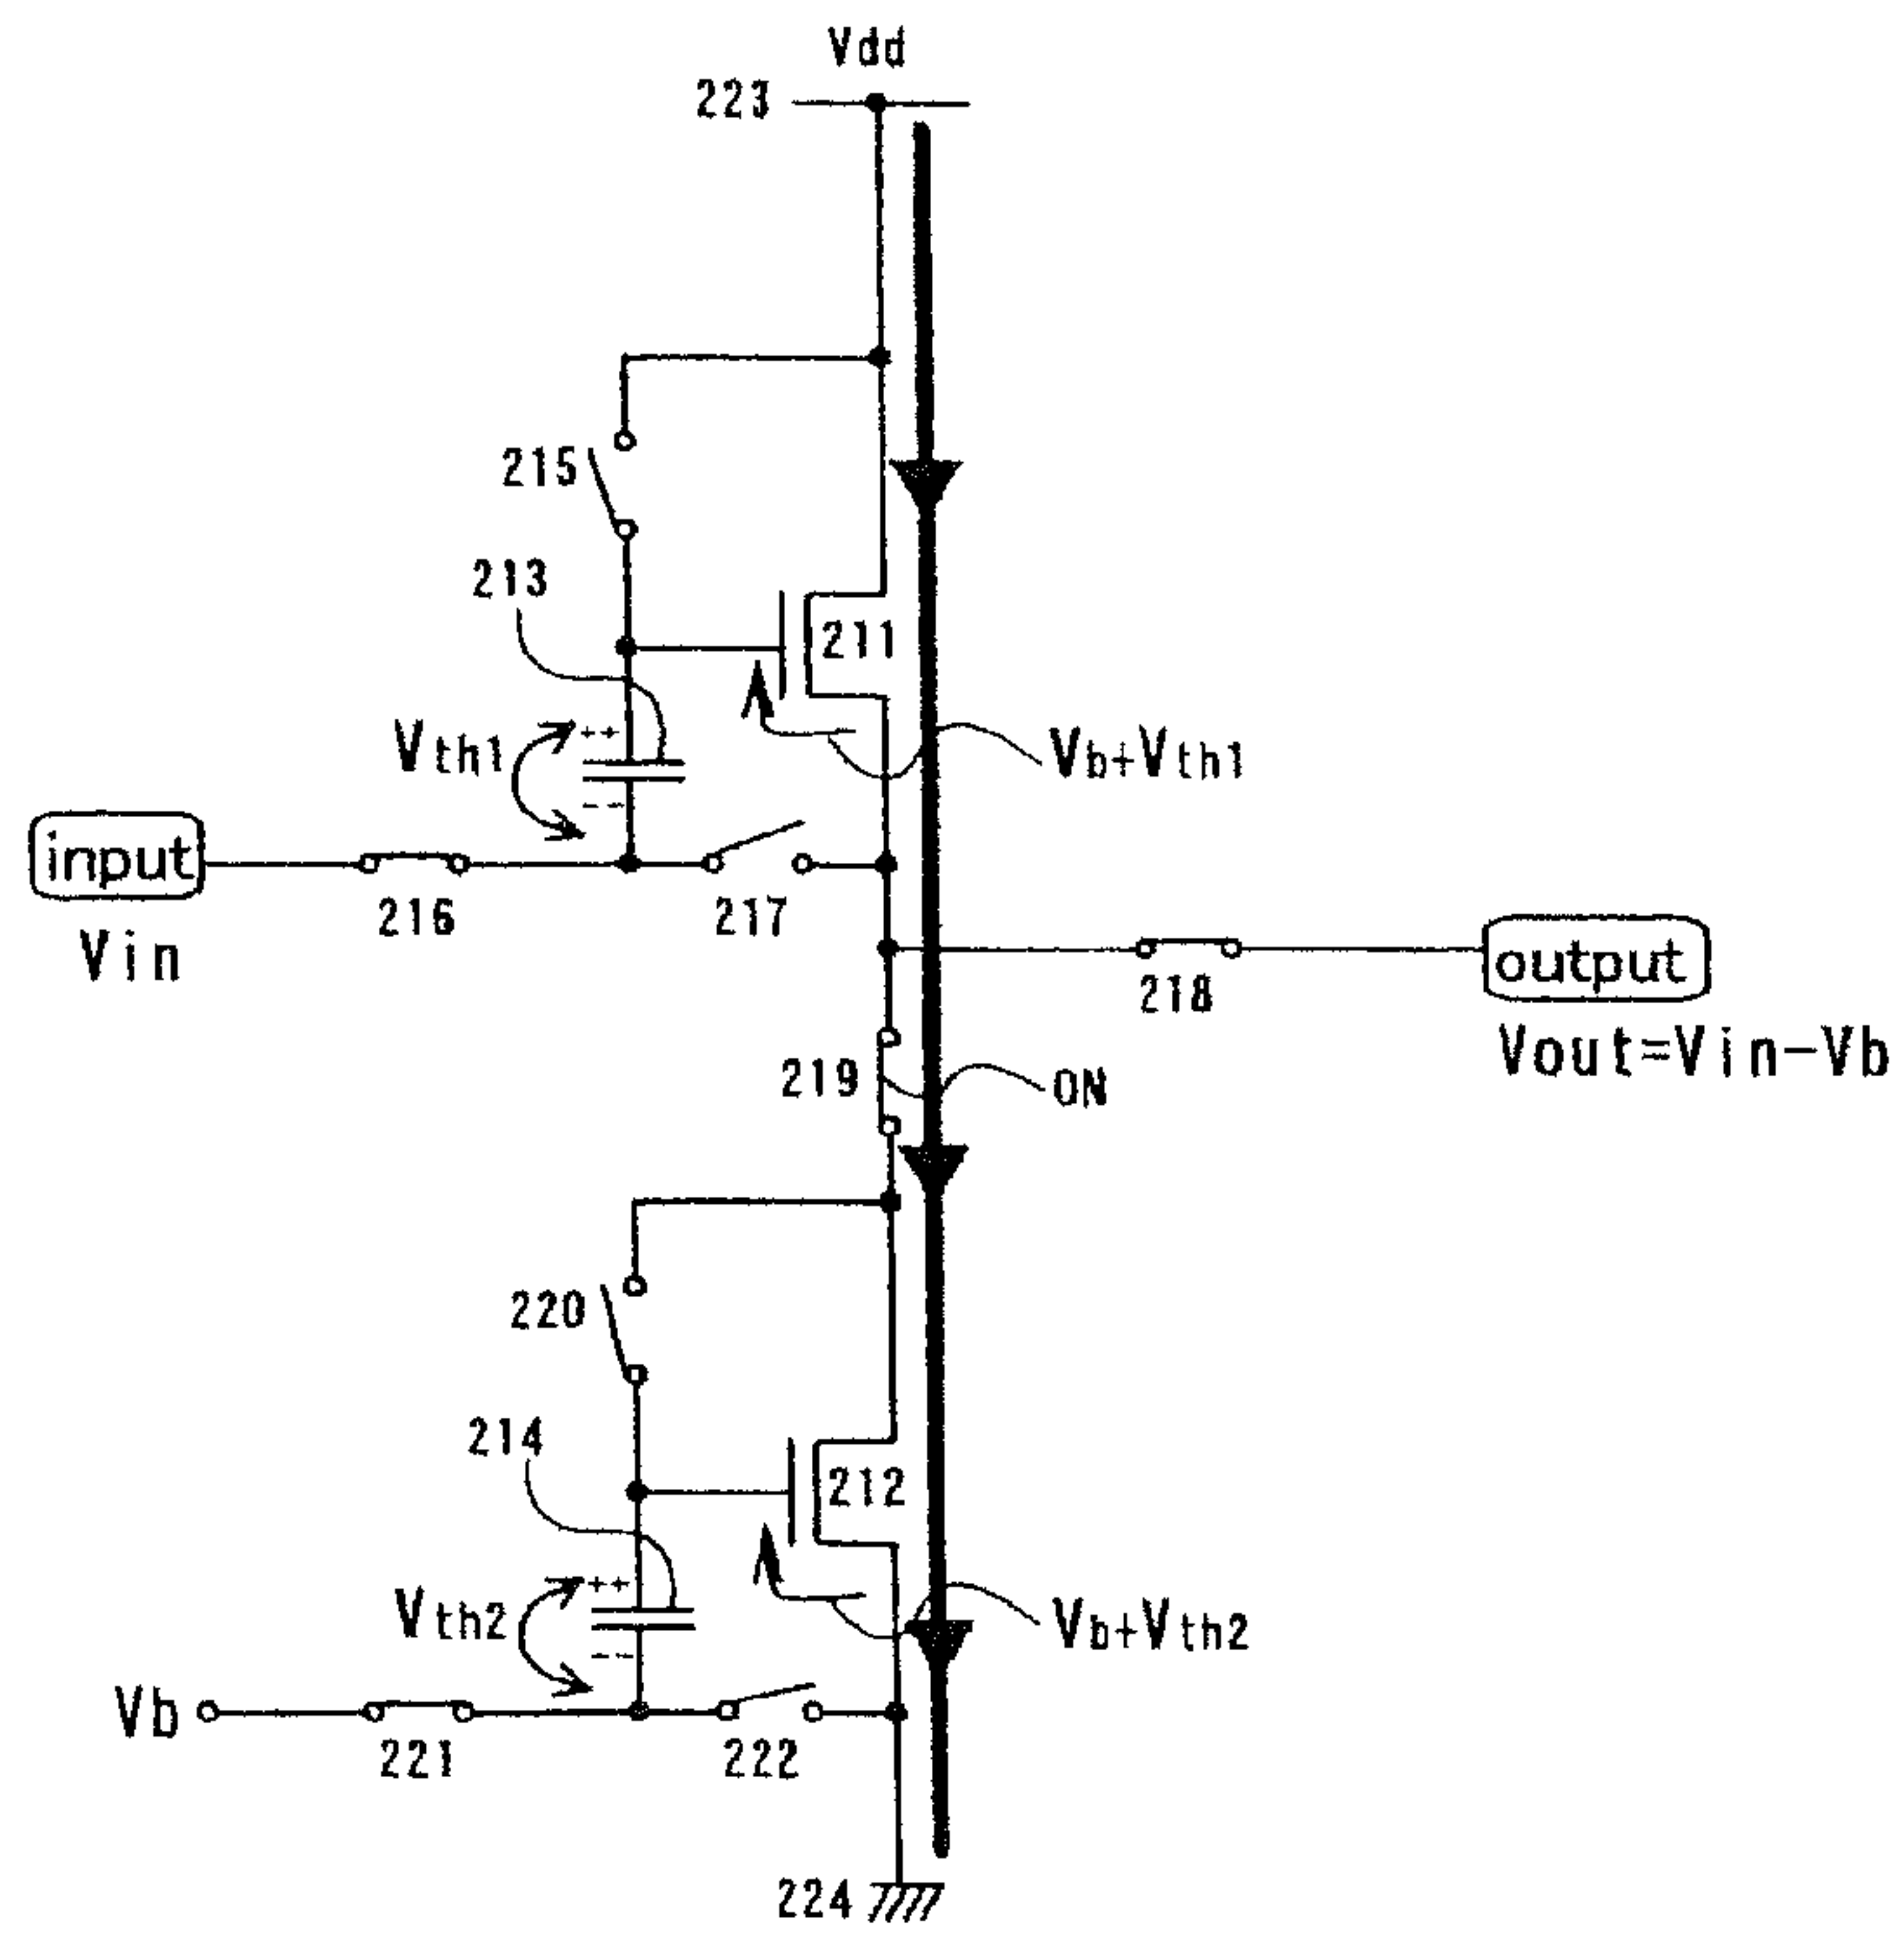 Vdd
223
215
213
211
Vth1
++
--
Vb+Vth1
input
216
217
Vin
output
218
Vout=Vin-Vb
219
ON
220
214
212
Vth2
++
--
Vb+Vth2
Vb
221
222
224